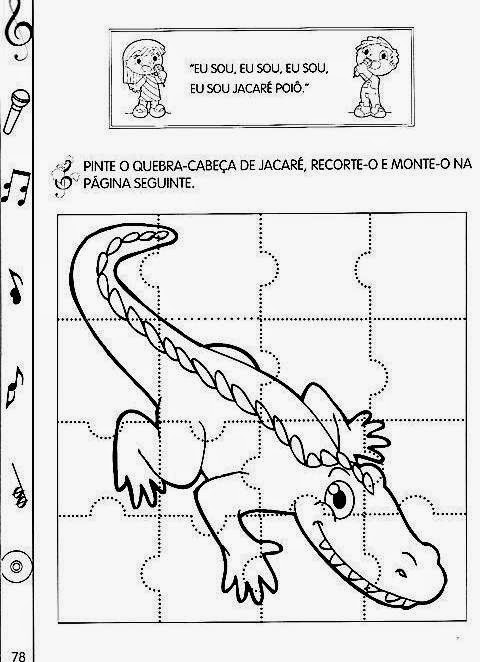 "EU SOU, EU SOU, EU SOU,
EU SOU JACARÉ POIÔ."
PINTE O QUEBRA-CABEÇA DE JACARÉ, RECORTE-O E MONTE-O NA
PÁGINA SEGUINTE.
78